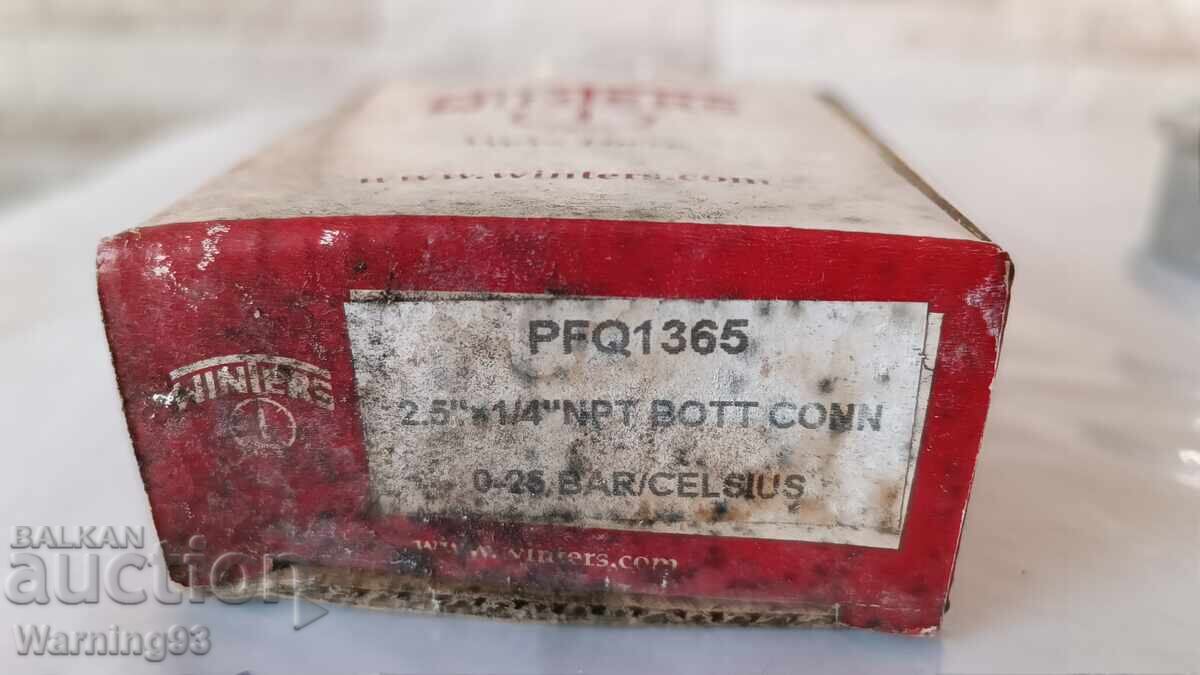 www.winters.com
PFQ1365
2.5"x1/4"NPT BOTT CONN
0-25 BAR/CELSIUS
WINTERS
www.winters.com
BALKAN
auction
Warning93